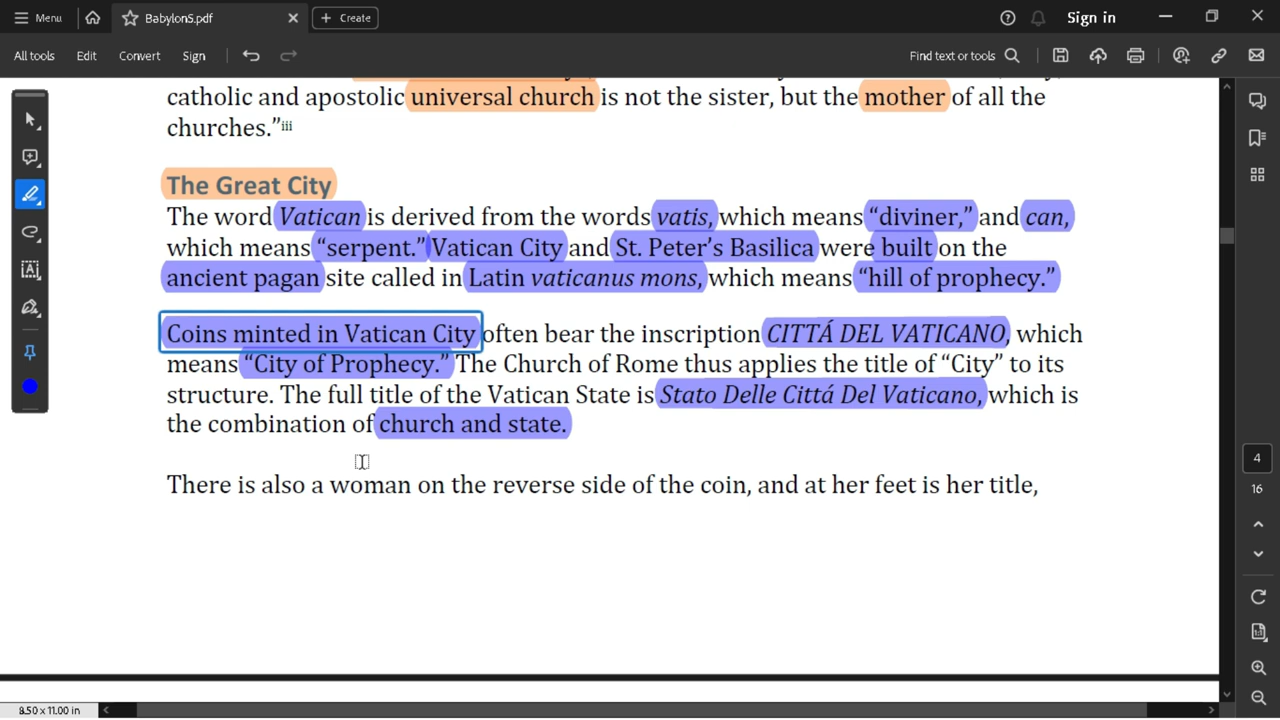 Menu BabylonS.pdf Create Sign in
All tools Edit Convert Sign Find text or tools
catholic and apostolic universal church is not the sister, but the mother of all the
churches.”iii
The Great City
The word Vatican is derived from the words vatis, which means “diviner,” and can,
which means “serpent.” Vatican City and St. Peter’s Basilica were built on the
ancient pagan site called in Latin vaticanus mons, which means “hill of prophecy.”
Coins minted in Vatican City often bear the inscription CITTÁ DEL VATICANO, which
means “City of Prophecy.” The Church of Rome thus applies the title of “City” to its
structure. The full title of the Vatican State is Stato Delle Cittá Del Vaticano, which is
the combination of church and state.
There is also a woman on the reverse side of the coin, and at her feet is her title,
4
16
8.50 x 11.00 in